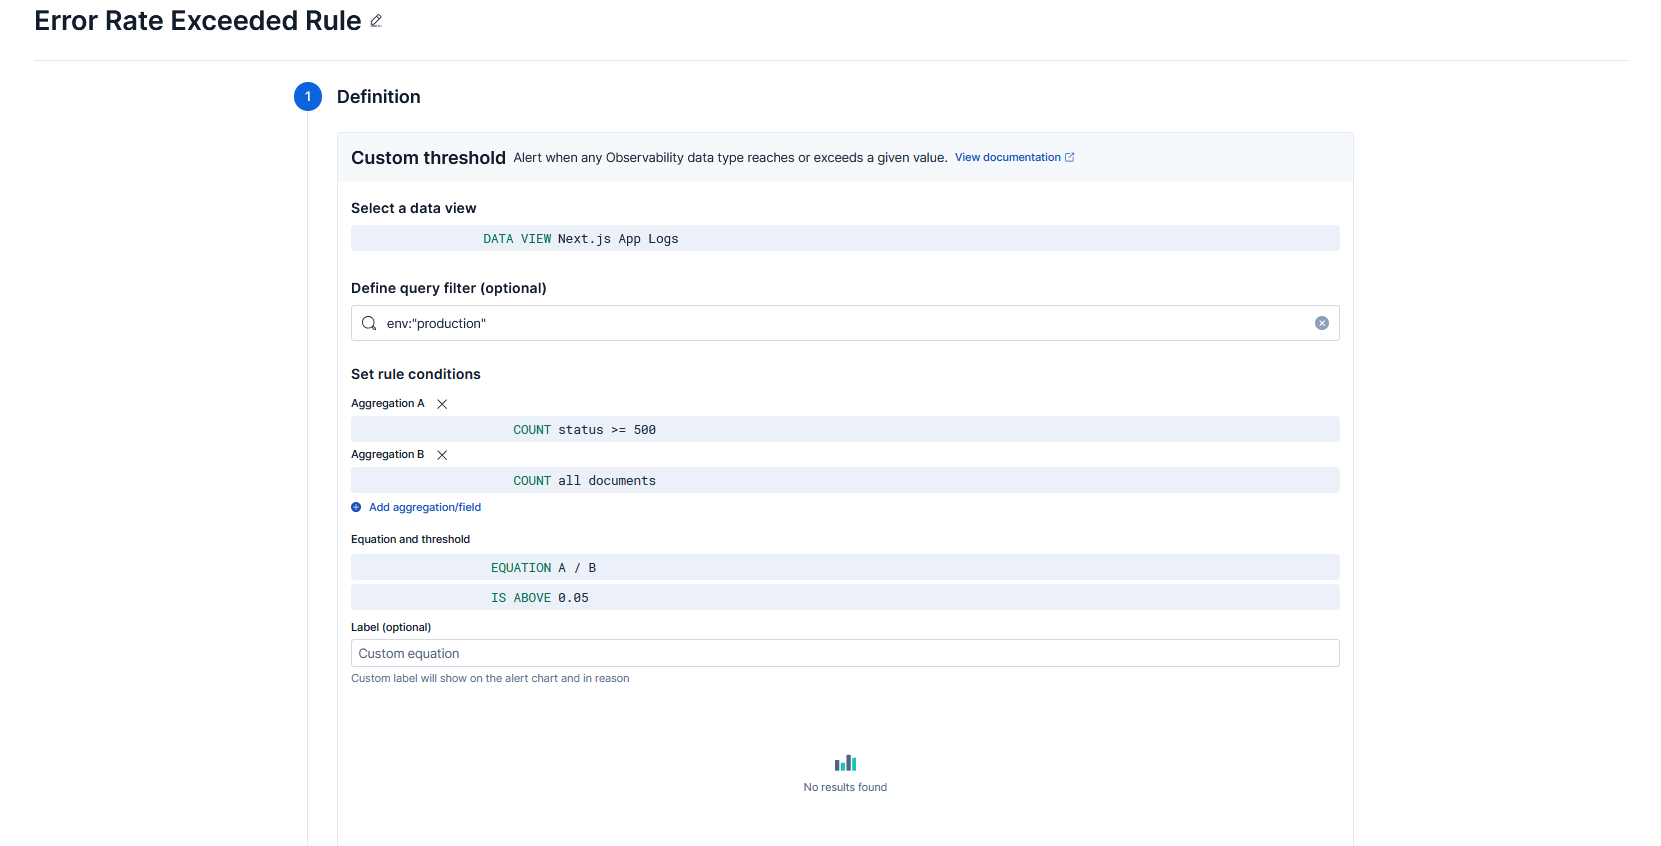 Error Rate Exceeded Rule
1 Definition
Custom threshold Alert when any Observability data type reaches or exceeds a given value. View documentation
Select a data view
DATA VIEW Next.js App Logs
Define query filter (optional)
env:"production"
Set rule conditions
Aggregation A
COUNT status >= 500
Aggregation B
COUNT all documents
Add aggregation/field
Equation and threshold
EQUATION A / B
IS ABOVE 0.05
Label (optional)
Custom equation
Custom label will show on the alert chart and in reason
No results found